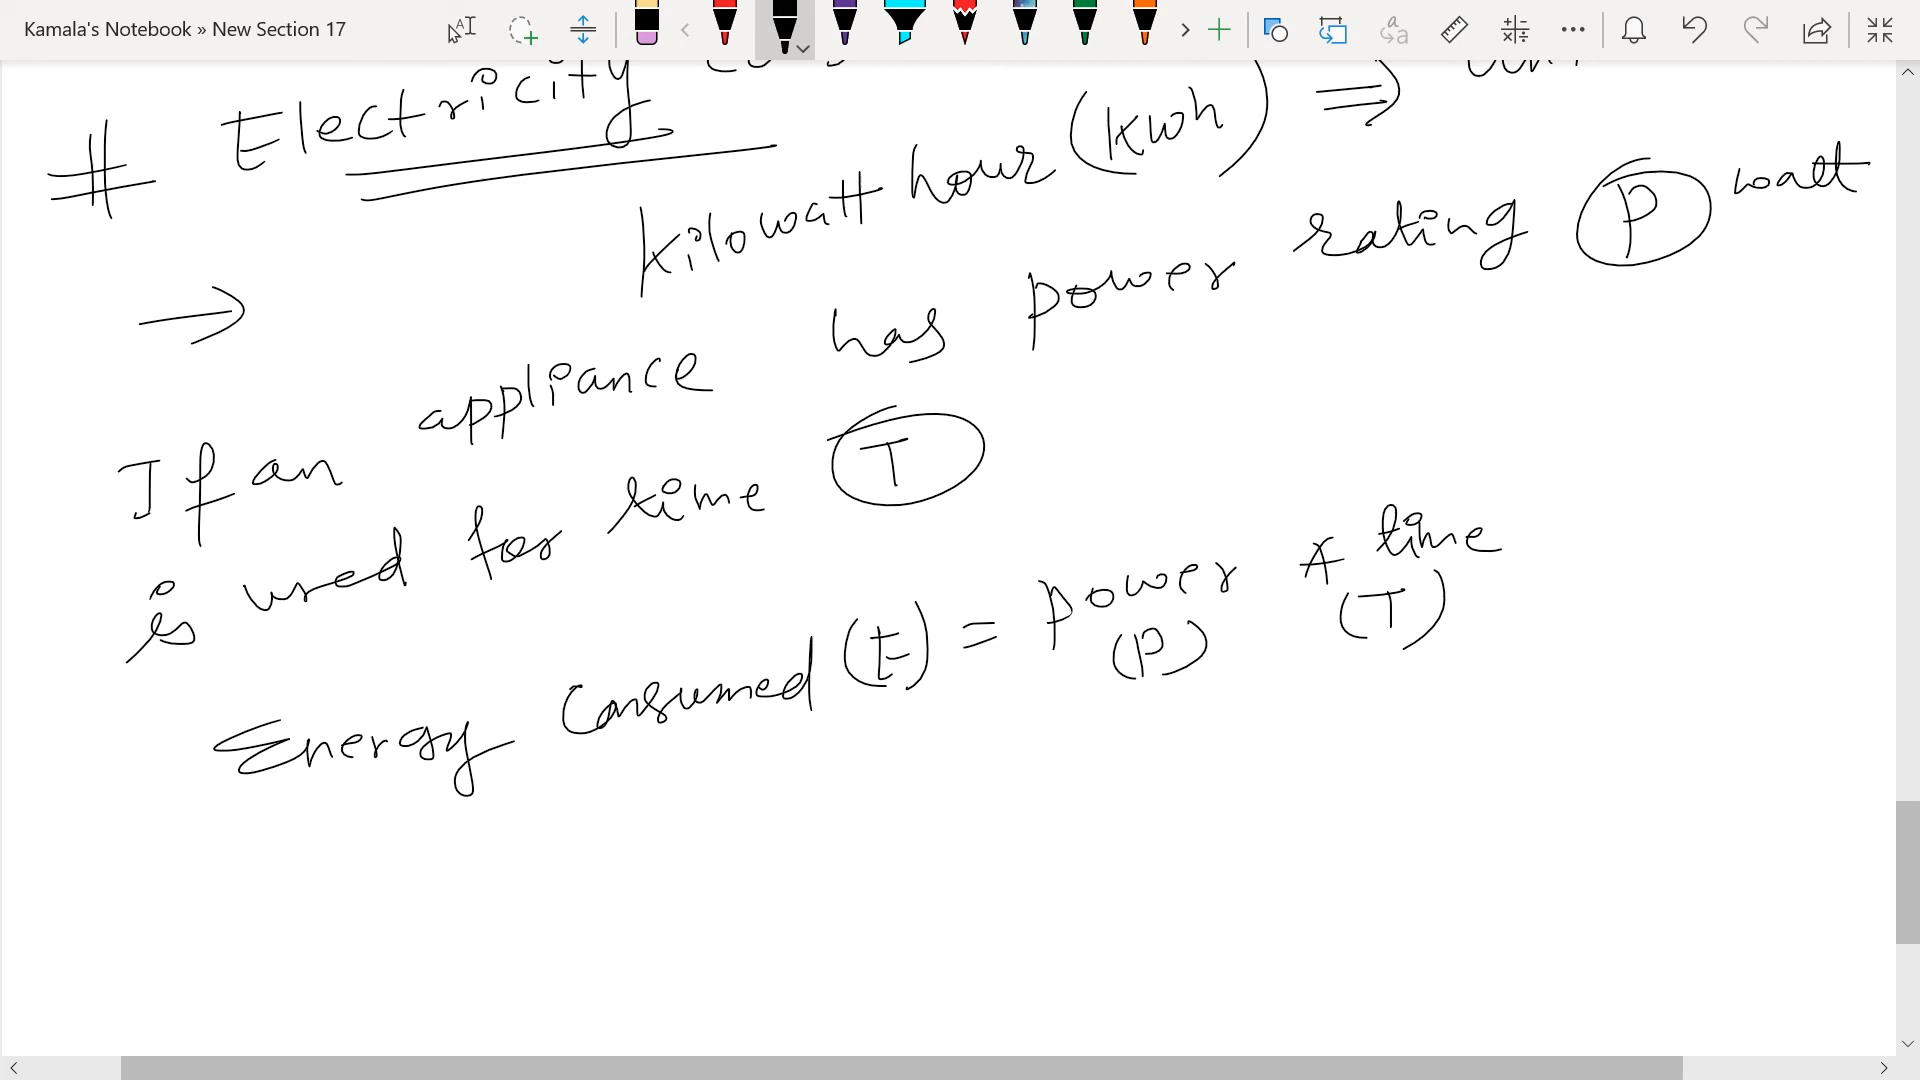 Kamala's Notebook » New Section 17
# Electricity
kilowatt hour (kwh) ⇒
→
If an appliance has power rating P watt
is used for time T
Energy Consumed (E) = power * time
(P) (T)